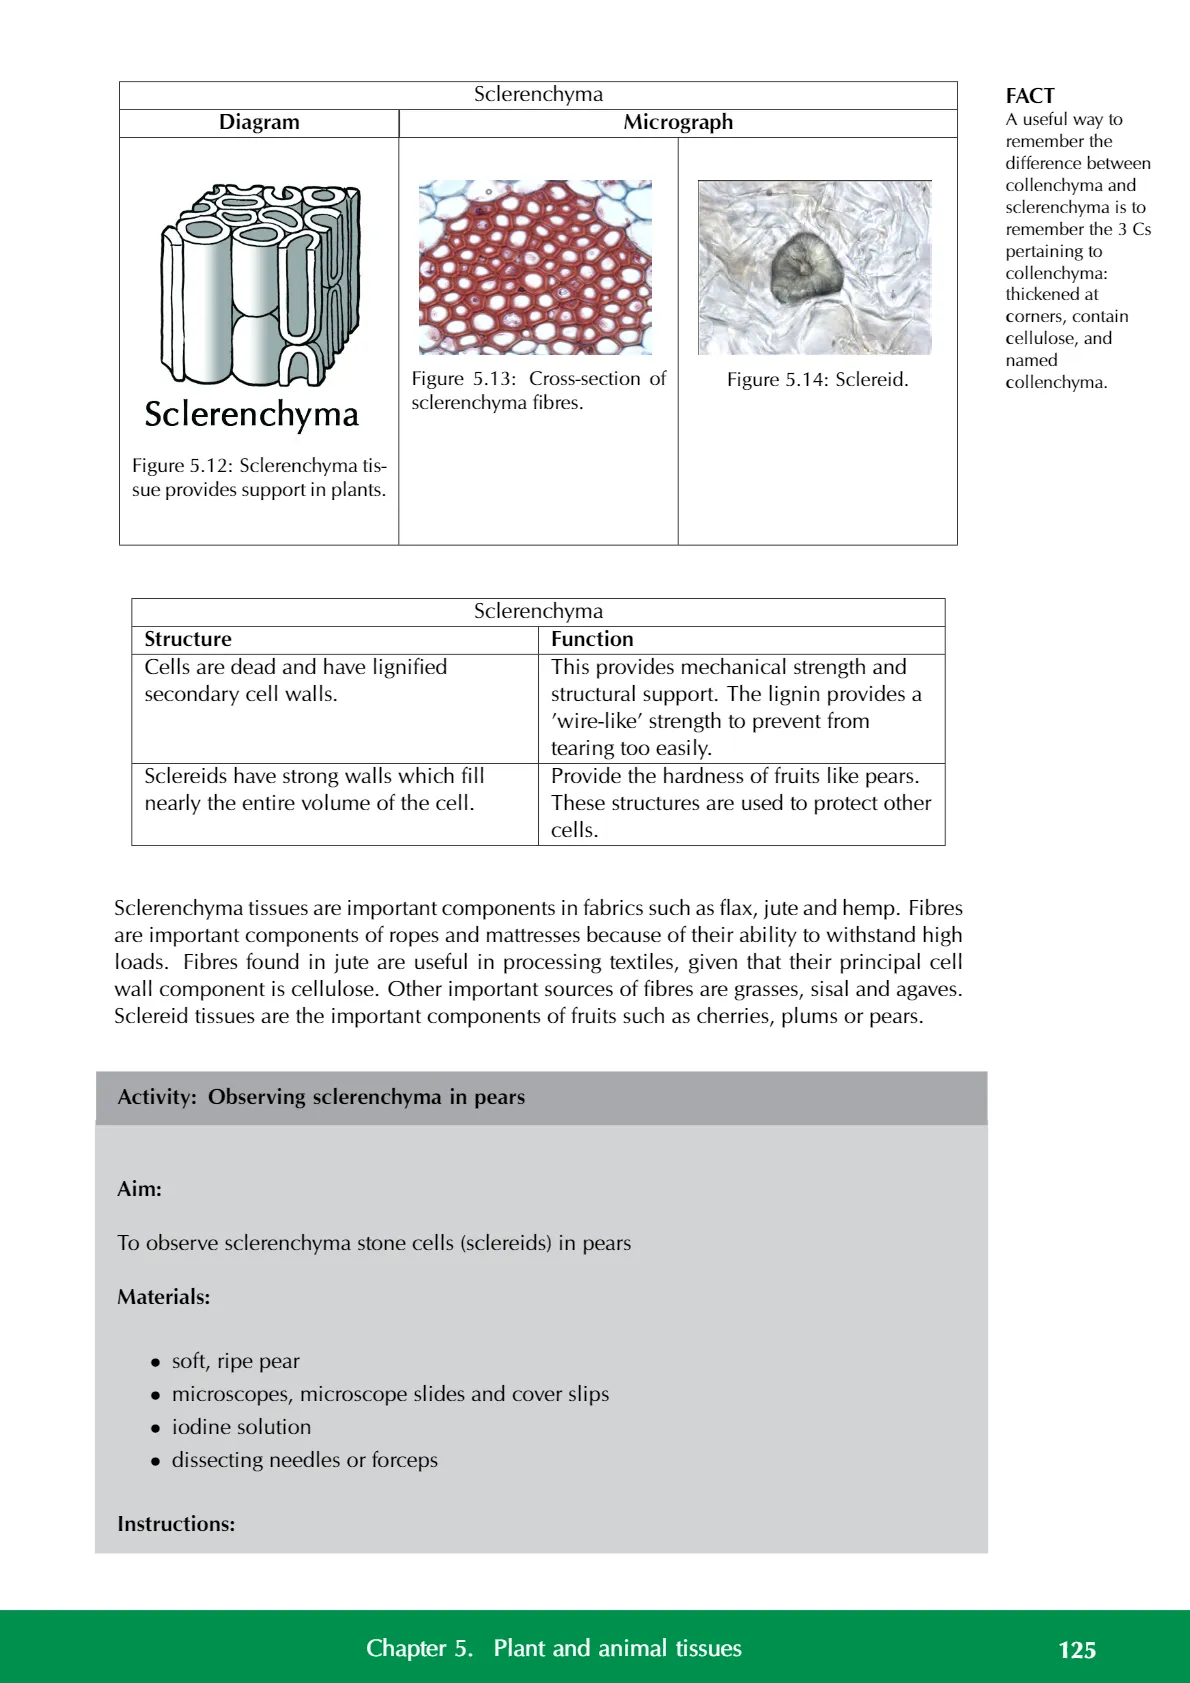 Sclerenchyma
Diagram
Micrograph
Sclerenchyma
Figure 5.12: Sclerenchyma tis-
sue provides support in plants.
Figure 5.13: Cross-section of
sclerenchyma fibres.
Figure 5.14: Sclereid.
FACT
A useful way to
remember the
difference between
collenchyma and
sclerenchyma is to
remember the 3 Cs
pertaining to
collenchyma:
thickened at
corners, contain
cellulose, and
named
collenchyma.
Sclerenchyma
Structure
Function
Cells are dead and have lignified
secondary cell walls.
This provides mechanical strength and
structural support. The lignin provides a
’wire-like’ strength to prevent from
tearing too easily.
Sclereids have strong walls which fill
nearly the entire volume of the cell.
Provide the hardness of fruits like pears.
These structures are used to protect other
cells.
Sclerenchyma tissues are important components in fabrics such as flax, jute and hemp. Fibres
are important components of ropes and mattresses because of their ability to withstand high
loads. Fibres found in jute are useful in processing textiles, given that their principal cell
wall component is cellulose. Other important sources of fibres are grasses, sisal and agaves.
Sclereid tissues are the important components of fruits such as cherries, plums or pears.
Activity: Observing sclerenchyma in pears
Aim:
To observe sclerenchyma stone cells (sclereids) in pears
Materials:
• soft, ripe pear
• microscopes, microscope slides and cover slips
• iodine solution
• dissecting needles or forceps
Instructions:
Chapter 5. Plant and animal tissues
125